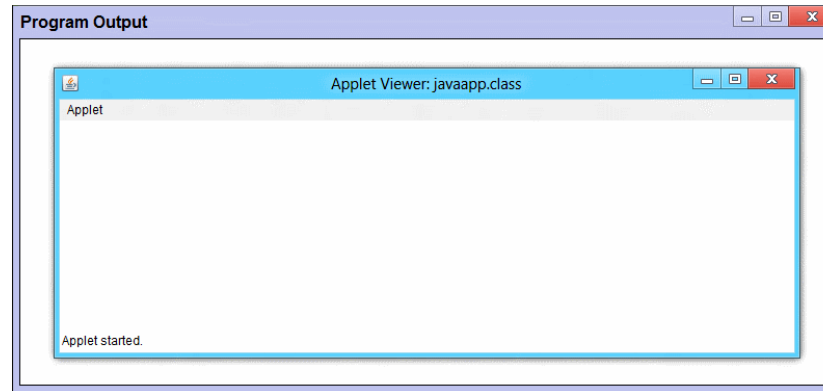 Program Output
Applet Viewer: javaapp.class
Applet
Applet started.